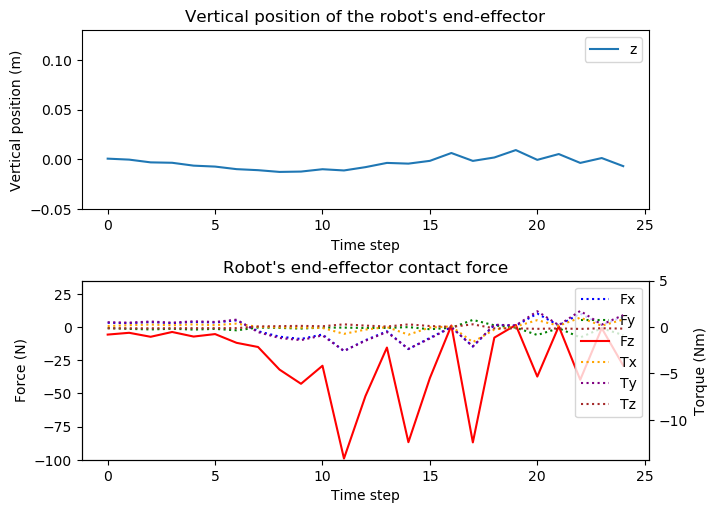 Vertical position of the robot's end-effector
Vertical position (m)
0.10
0.05
0.00
−0.05
z
0 5 10 15 20 25
Time step
Robot's end-effector contact force
Force (N)
25
0
−25
−50
−75
−100
Fx
Fy
Fz
Tx
Ty
Tz
5
0
−5
−10
Torque (Nm)
0 5 10 15 20 25
Time step